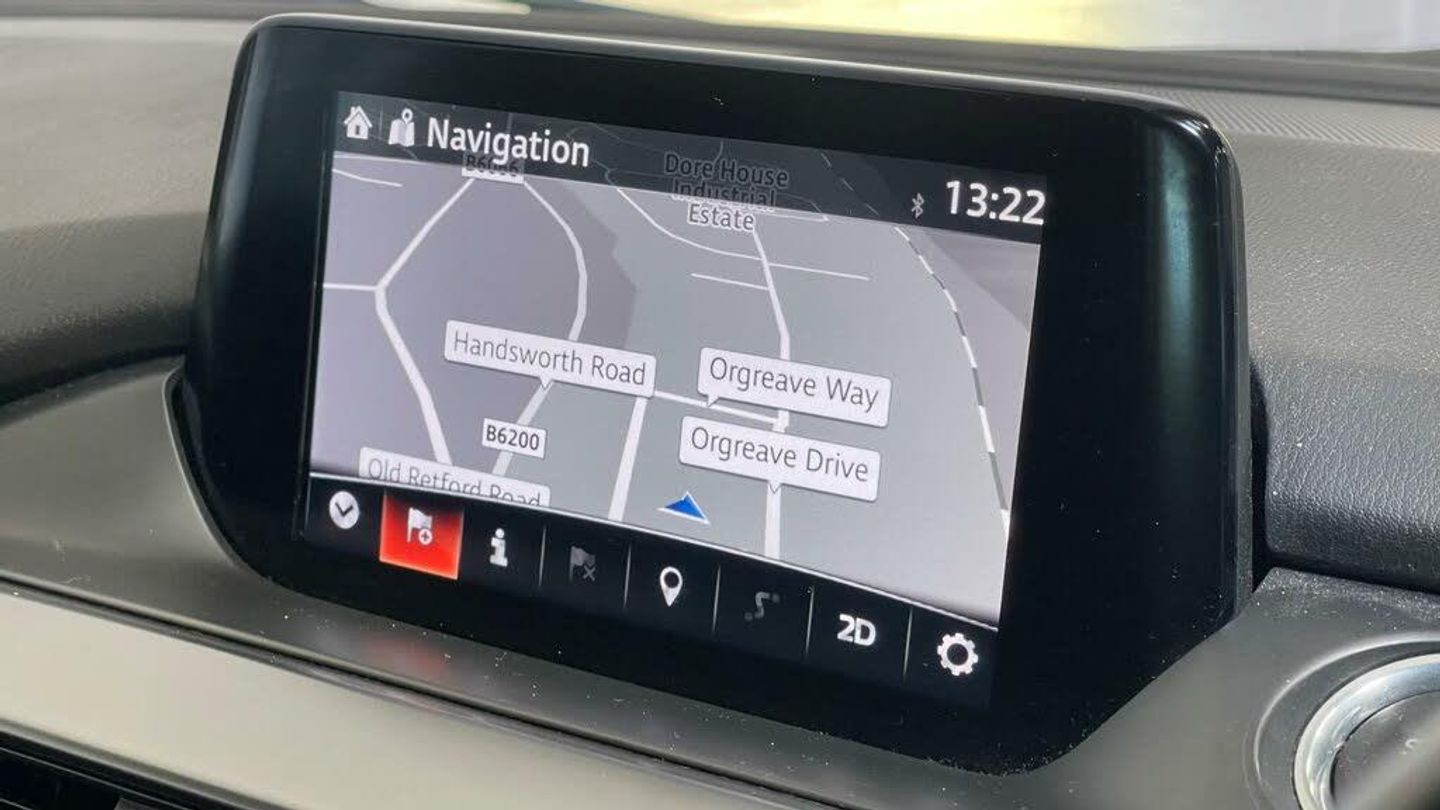 Navigation
13:22
Dore House
Industrial
Estate
Handsworth Road
Orgreave Way
B6200
Orgreave Drive
Old Retford Road
2D